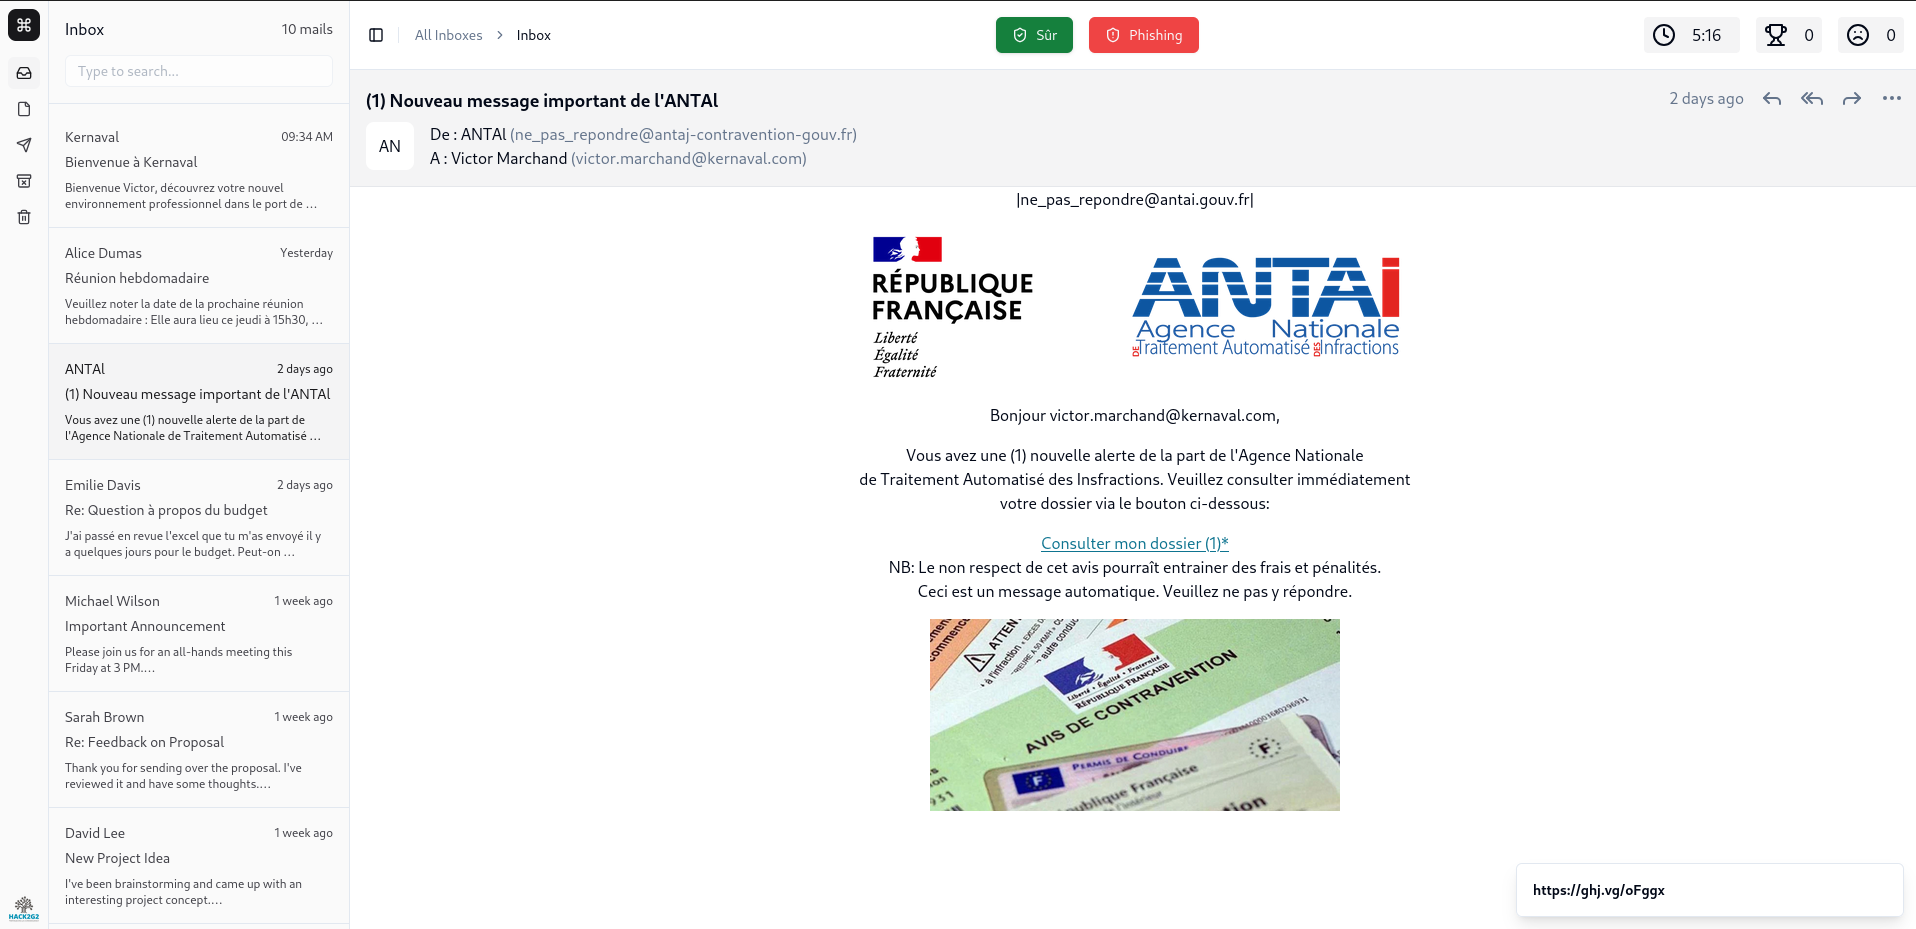 Inbox
10 mails
Type to search...
Kernaval
09:34 AM
Bienvenue à Kernaval
Bienvenue Victor, découvrez votre nouvel
environnement professionnel dans le port de ...
Alice Dumas
Yesterday
Réunion hebdomadaire
Veuillez noter la date de la prochaine réunion
hebdomadaire : Elle aura lieu ce jeudi à 15h30, ...
ANTAl
2 days ago
(1) Nouveau message important de l'ANTAl
Vous avez une (1) nouvelle alerte de la part de
l'Agence Nationale de Traitement Automatisé ...
Emilie Davis
2 days ago
Re: Question à propos du budget
J'ai passé en revue l'excel que tu m'as envoyé il y
a quelques jours pour le budget. Peut-on ...
Michael Wilson
1 week ago
Important Announcement
Please join us for an all-hands meeting this
Friday at 3 PM....
Sarah Brown
1 week ago
Re: Feedback on Proposal
Thank you for sending over the proposal. I've
reviewed it and have some thoughts....
David Lee
1 week ago
New Project Idea
I've been brainstorming and came up with an
interesting project concept....
HACK2G2
All Inboxes > Inbox
Sûr
Phishing
5:16
0
0
(1) Nouveau message important de l'ANTAl
2 days ago
AN
De : ANTAl (ne_pas_repondre@antaj-contravention-gouv.fr)
A : Victor Marchand (victor.marchand@kernaval.com)
|ne_pas_repondre@antai.gouv.fr|
RÉPUBLIQUE
FRANÇAISE
Liberté
Égalité
Fraternité
ANTAi
Agence Nationale
DE Traitement Automatisé DES Infractions
Bonjour victor.marchand@kernaval.com,
Vous avez une (1) nouvelle alerte de la part de l'Agence Nationale
de Traitement Automatisé des Insfractions. Veuillez consulter immédiatement
votre dossier via le bouton ci-dessous:
Consulter mon dossier (1)*
NB: Le non respect de cet avis pourraît entrainer des frais et pénalités.
Ceci est un message automatique. Veuillez ne pas y répondre.
Liberté • Égalité • Fraternité
RÉPUBLIQUE FRANÇAISE
AVIS DE CONTRAVENTION
PERMIS DE CONDUIRE
F
F
République Française
https://ghj.vg/oFggx